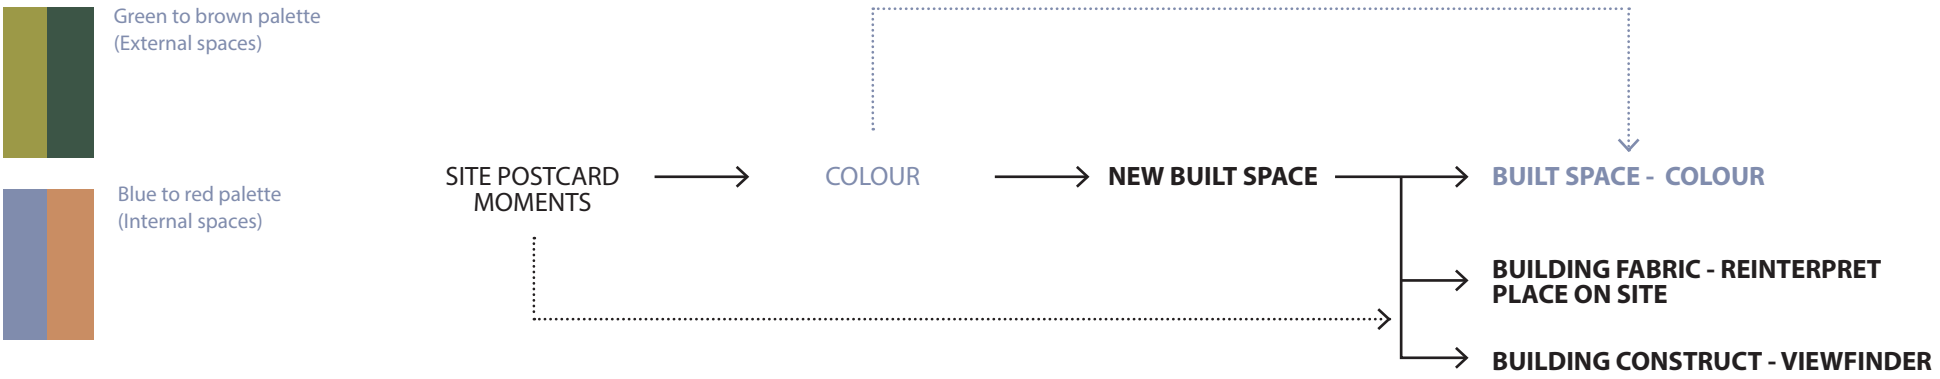 Green to brown palette
(External spaces)
Blue to red palette
(Internal spaces)
SITE POSTCARD
MOMENTS
COLOUR
NEW BUILT SPACE
BUILT SPACE - COLOUR
BUILDING FABRIC - REINTERPRET
PLACE ON SITE
BUILDING CONSTRUCT - VIEWFINDER